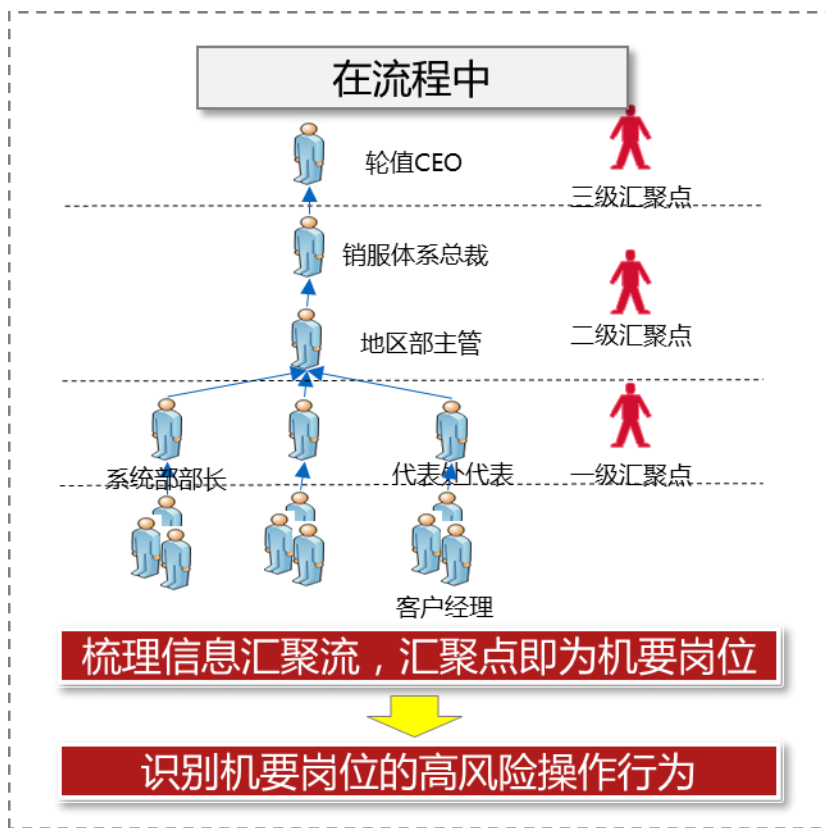 在流程中
轮值CEO
三级汇聚点
销服体系总裁
二级汇聚点
地区部主管
系统部部长
代表处代表
一级汇聚点
客户经理
梳理信息汇聚流，汇聚点即为机要岗位
识别机要岗位的高风险操作行为